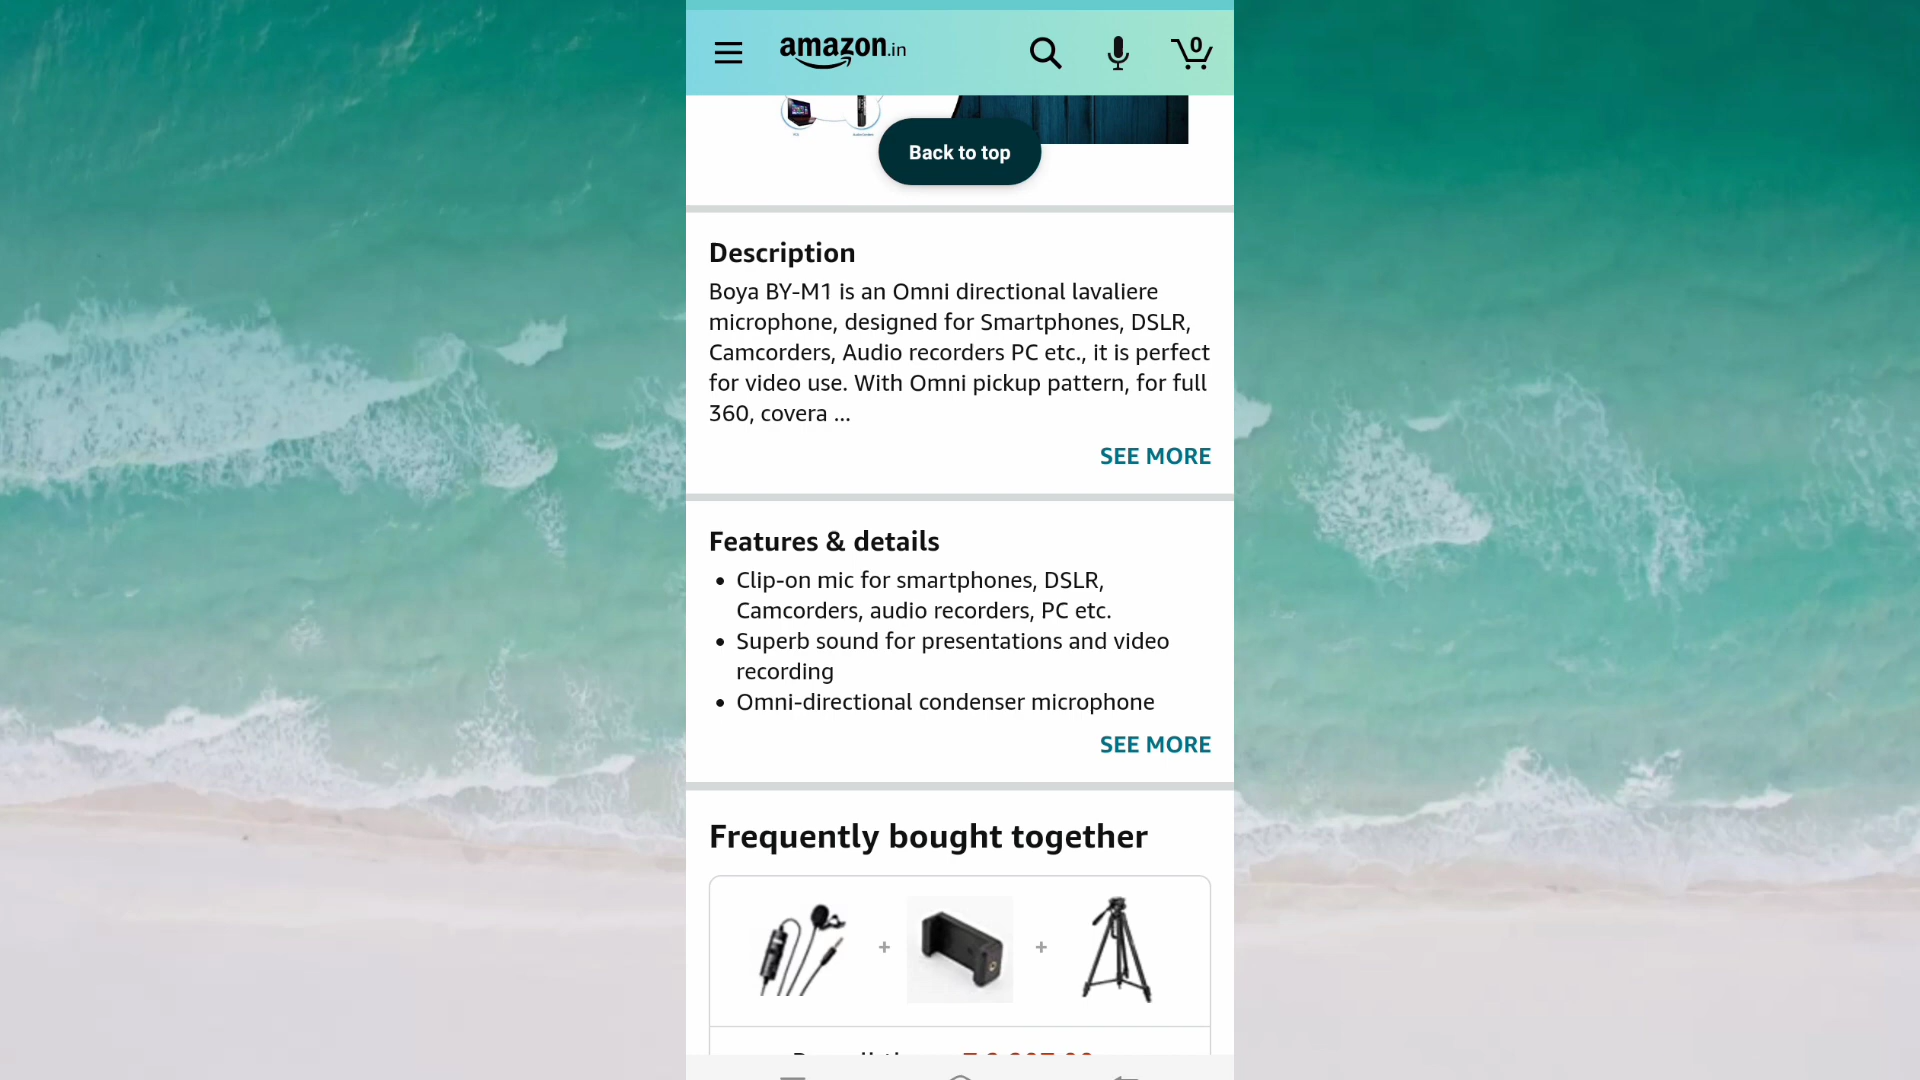 amazon.in
0
Back to top
Description
Boya BY-M1 is an Omni directional lavaliere
microphone, designed for Smartphones, DSLR,
Camcorders, Audio recorders PC etc., it is perfect
for video use. With Omni pickup pattern, for full
360, covera ...
SEE MORE
Features & details
• Clip-on mic for smartphones, DSLR,
Camcorders, audio recorders, PC etc.
• Superb sound for presentations and video
recording
• Omni-directional condenser microphone
SEE MORE
Frequently bought together
+ +